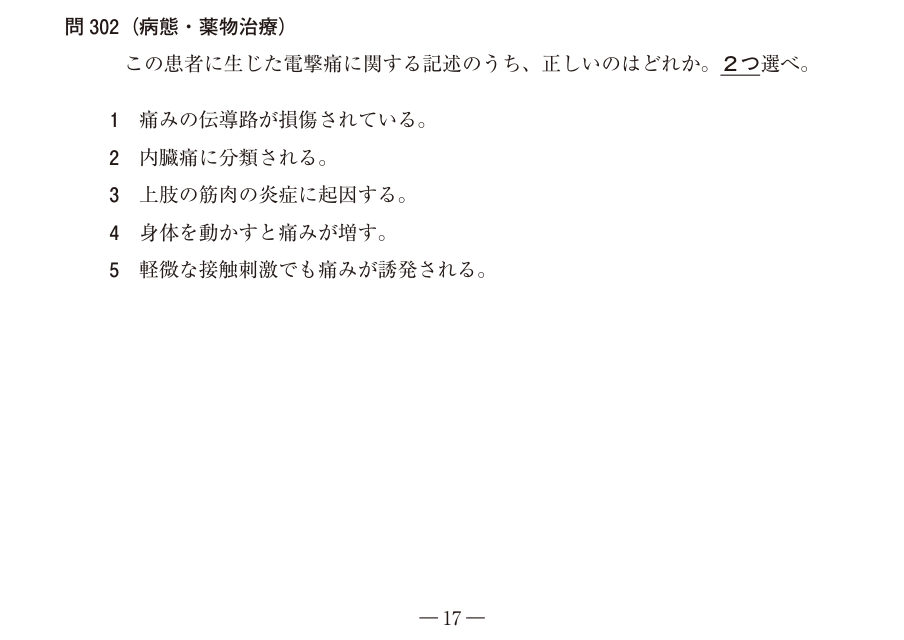 問 302（病態・薬物治療）
この患者に生じた電撃痛に関する記述のうち、正しいのはどれか。２つ選べ。
1 痛みの伝導路が損傷されている。
2 内臓痛に分類される。
3 上肢の筋肉の炎症に起因する。
4 身体を動かすと痛みが増す。
5 軽微な接触刺激でも痛みが誘発される。
— 17 —